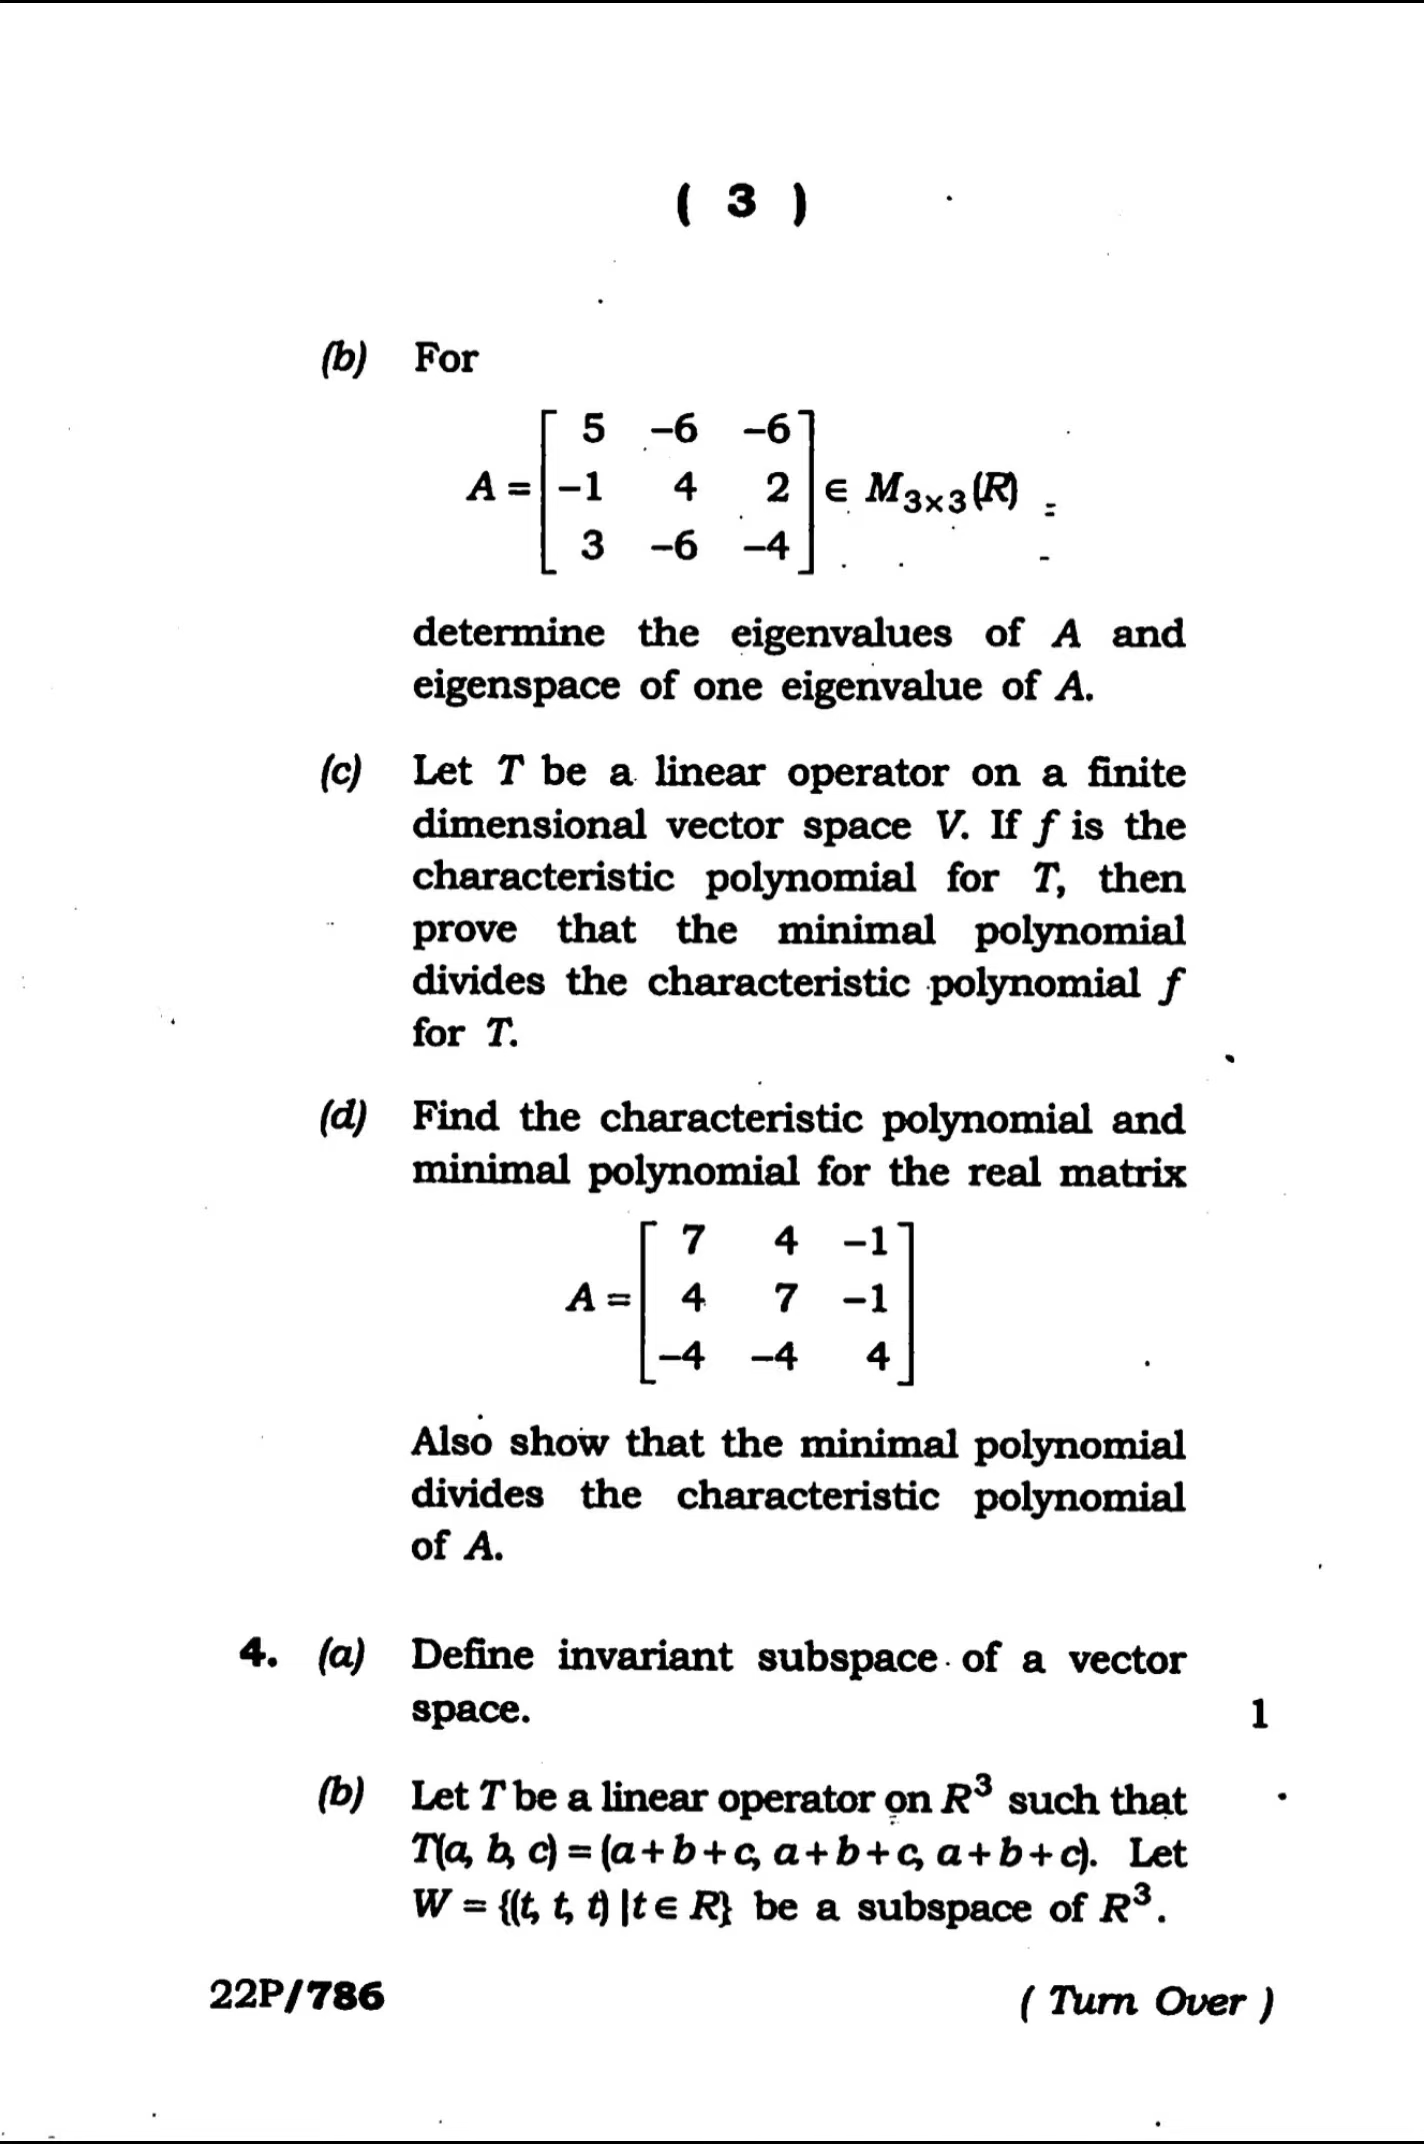 ( 3 )
(b) For
A = [ 5 –6 –6
–1 4 2
3 –6 –4 ] ∈ M₃ₓ₃(R)
determine the eigenvalues of A and
eigenspace of one eigenvalue of A.
(c) Let T be a linear operator on a finite
dimensional vector space V. If f is the
characteristic polynomial for T, then
prove that the minimal polynomial
divides the characteristic polynomial f
for T.
(d) Find the characteristic polynomial and
minimal polynomial for the real matrix
A = [ 7 4 –1
4 7 –1
–4 –4 4 ]
Also show that the minimal polynomial
divides the characteristic polynomial
of A.
4. (a) Define invariant subspace of a vector
space. 1
(b) Let T be a linear operator on R³ such that
T(a, b, c) = (a+b+c, a+b+c, a+b+c). Let
W = {(t, t, t) |t ∈ R} be a subspace of R³.
22P/786 ( Turn Over )